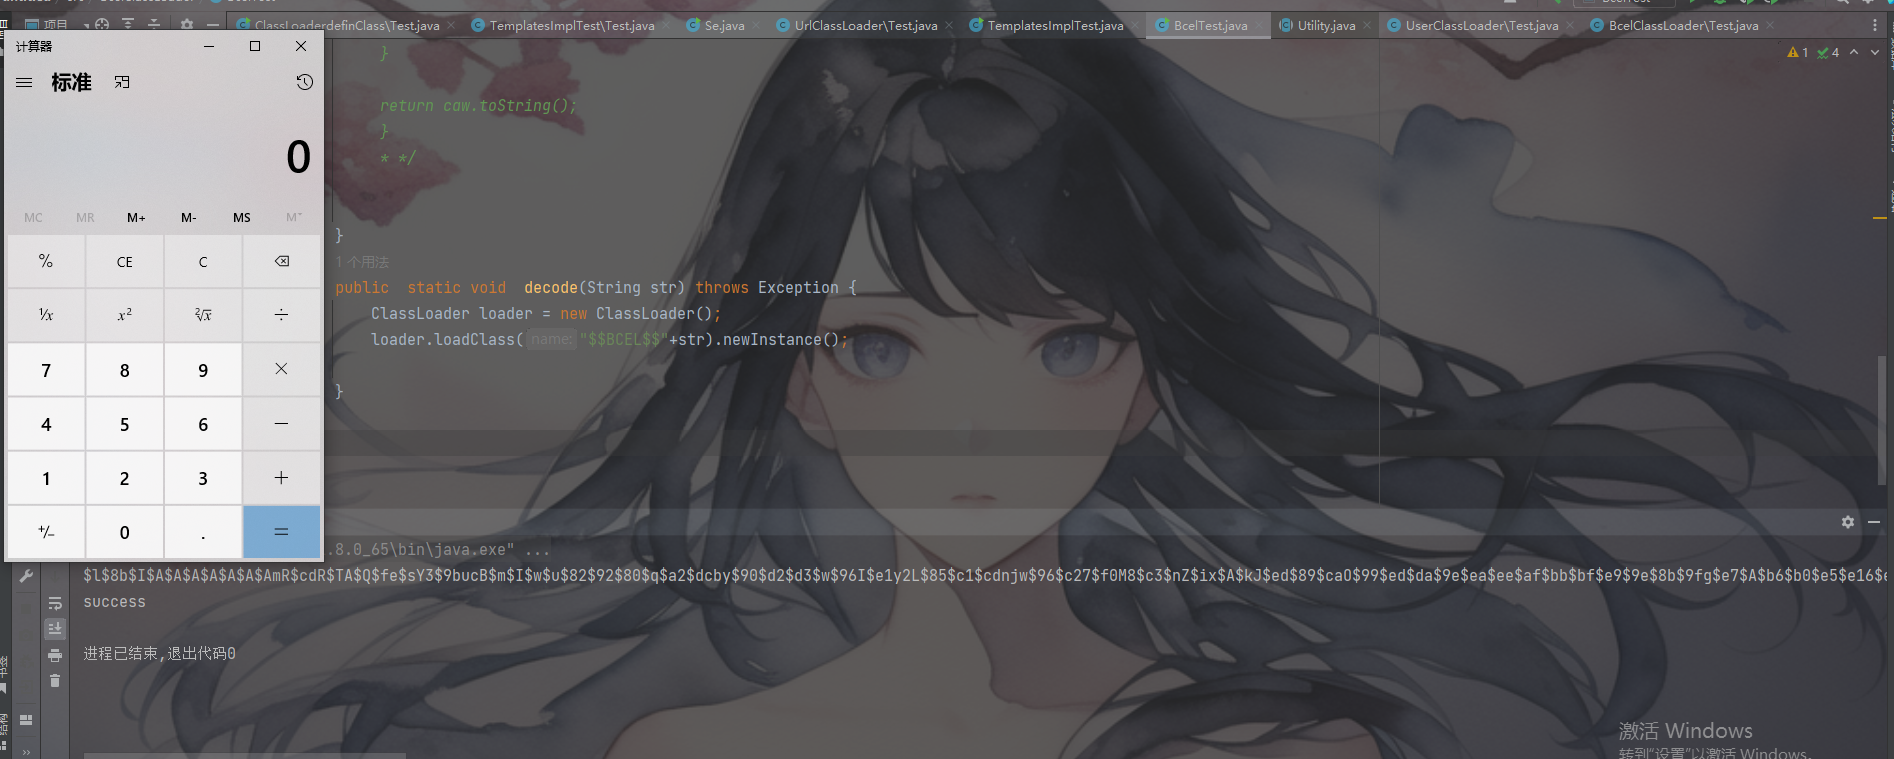 项目
ClassLoaderdefinClass\Test.java
TemplatesImplTest\Test.java
Se.java
UrlClassLoader\Test.java
TemplatesImplTest.java
BcelTest.java
Utility.java
UserClassLoader\Test.java
BcelClassLoader\Test.java
1 4
计算器
标准
0
MC MR M+ M- MS M˅
% CE C
⅟x x² ²√x ÷
7 8 9 ×
4 5 6 −
1 2 3 +
+/− 0 . =
}
return caw.toString();
}
* */
}
1 个用法
public static void decode(String str) throws Exception {
ClassLoader loader = new ClassLoader();
loader.loadClass( name: "$$BCEL$$"+str).newInstance();
}
.8.0_65\bin\java.exe" ...
$l$8b$I$A$A$A$A$A$A$AmR$cdR$TA$Q$fe$sY3$9bucB$m$I$w$u$82$92$80$q$a2$dcby$90$d2$d3$w$96I$e1y2L$85$c1$cdnjw$96$c27$f0M8$c3$nZ$ix$A$kJ$ed$89$caO$99$ed$da$9e$ea$ee$af$bb$bf$e9$9e$8b$9fg$e7$A$b6$b0$e5$e16$
success
进程已结束,退出代码0
结构
激活 Windows
转到"设置"以激活 Windows。